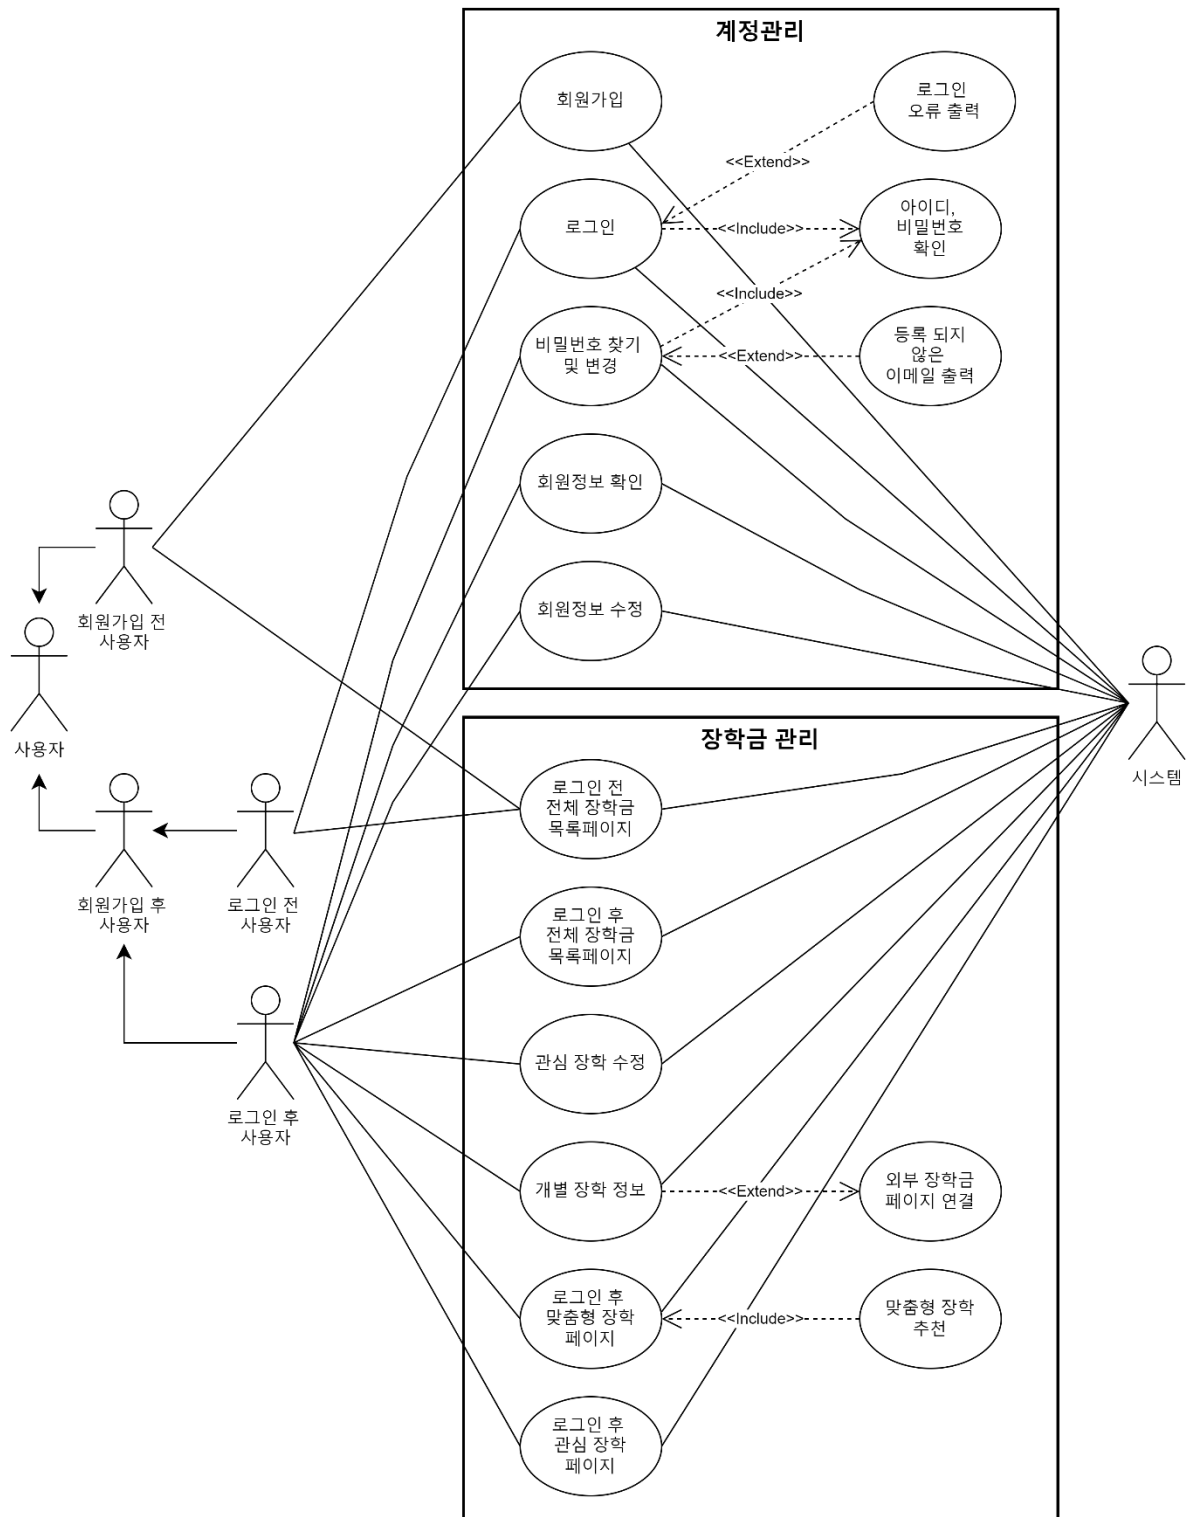 계정관리
회원가입
로그인
오류 출력
<<Extend>>
로그인
<<Include>>
아이디,
비밀번호
확인
<<Include>>
비밀번호 찾기
및 변경
<<Extend>>
등록 되지
않은
이메일 출력
회원정보 확인
회원정보 수정
회원가입 전
사용자
사용자
시스템
장학금 관리
로그인 전
전체 장학금
목록페이지
회원가입 후
사용자
로그인 전
사용자
로그인 후
전체 장학금
목록페이지
관심 장학 수정
로그인 후
사용자
개별 장학 정보
<<Extend>>
외부 장학금
페이지 연결
로그인 후
맞춤형 장학
페이지
<<Include>>
맞춤형 장학
추천
로그인 후
관심 장학
페이지